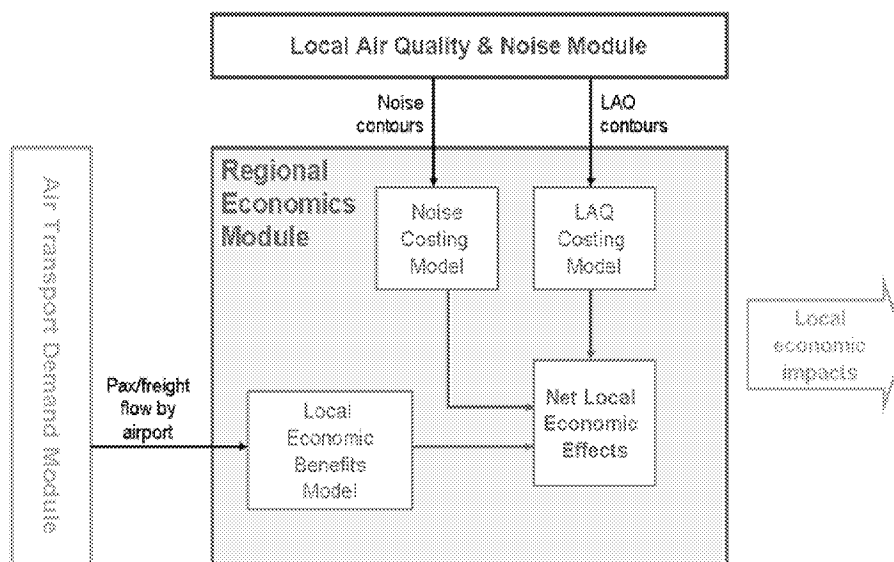 Local Air Quality & Noise Module
Noise
contours
LAQ
contours
Air Transport Demand Module
Regional
Economics
Module
Noise
Costing
Model
LAQ
Costing
Model
Local
economic
impacts
Pax/freight
flow by
airport
Local
Economic
Benefits
Model
Net Local
Economic
Effects